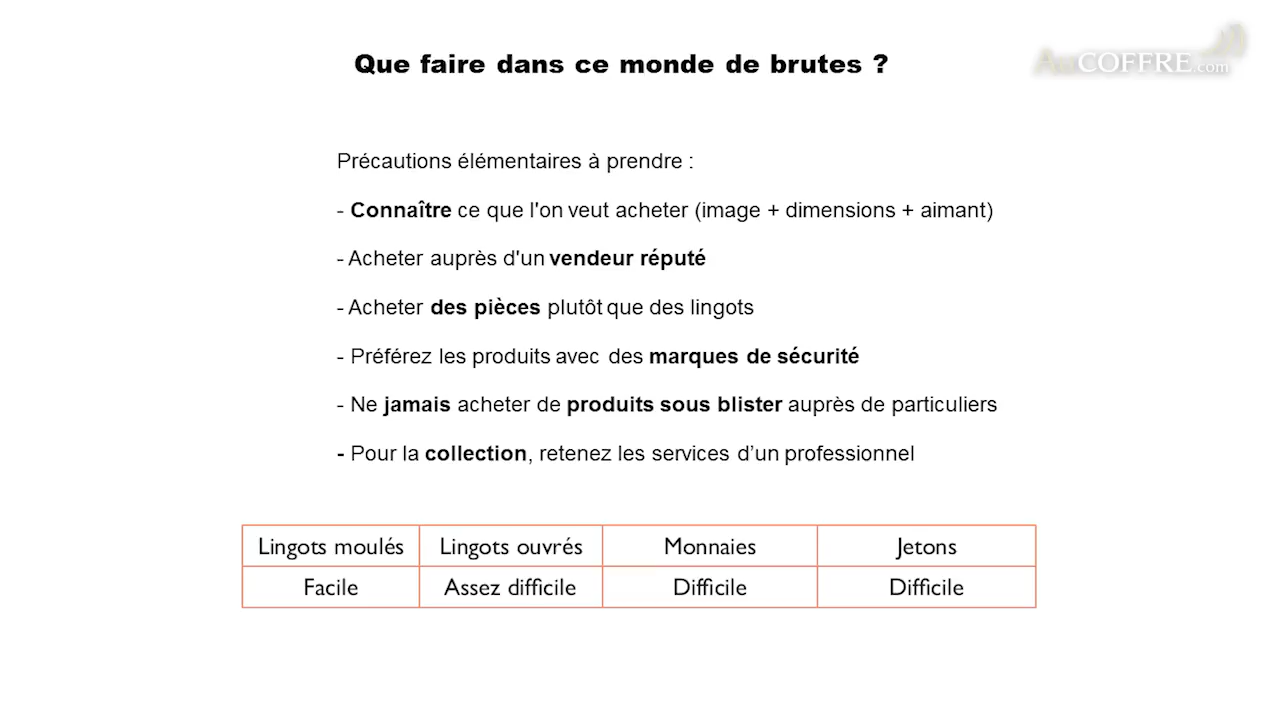 Que faire dans ce monde de brutes ?
AuCOFFRE.com
Précautions élémentaires à prendre :
- Connaître ce que l'on veut acheter (image + dimensions + aimant)
- Acheter auprès d'un vendeur réputé
- Acheter des pièces plutôt que des lingots
- Préférez les produits avec des marques de sécurité
- Ne jamais acheter de produits sous blister auprès de particuliers
- Pour la collection, retenez les services d’un professionnel
Lingots moulés Lingots ouvrés Monnaies Jetons
Facile Assez difficile Difficile Difficile